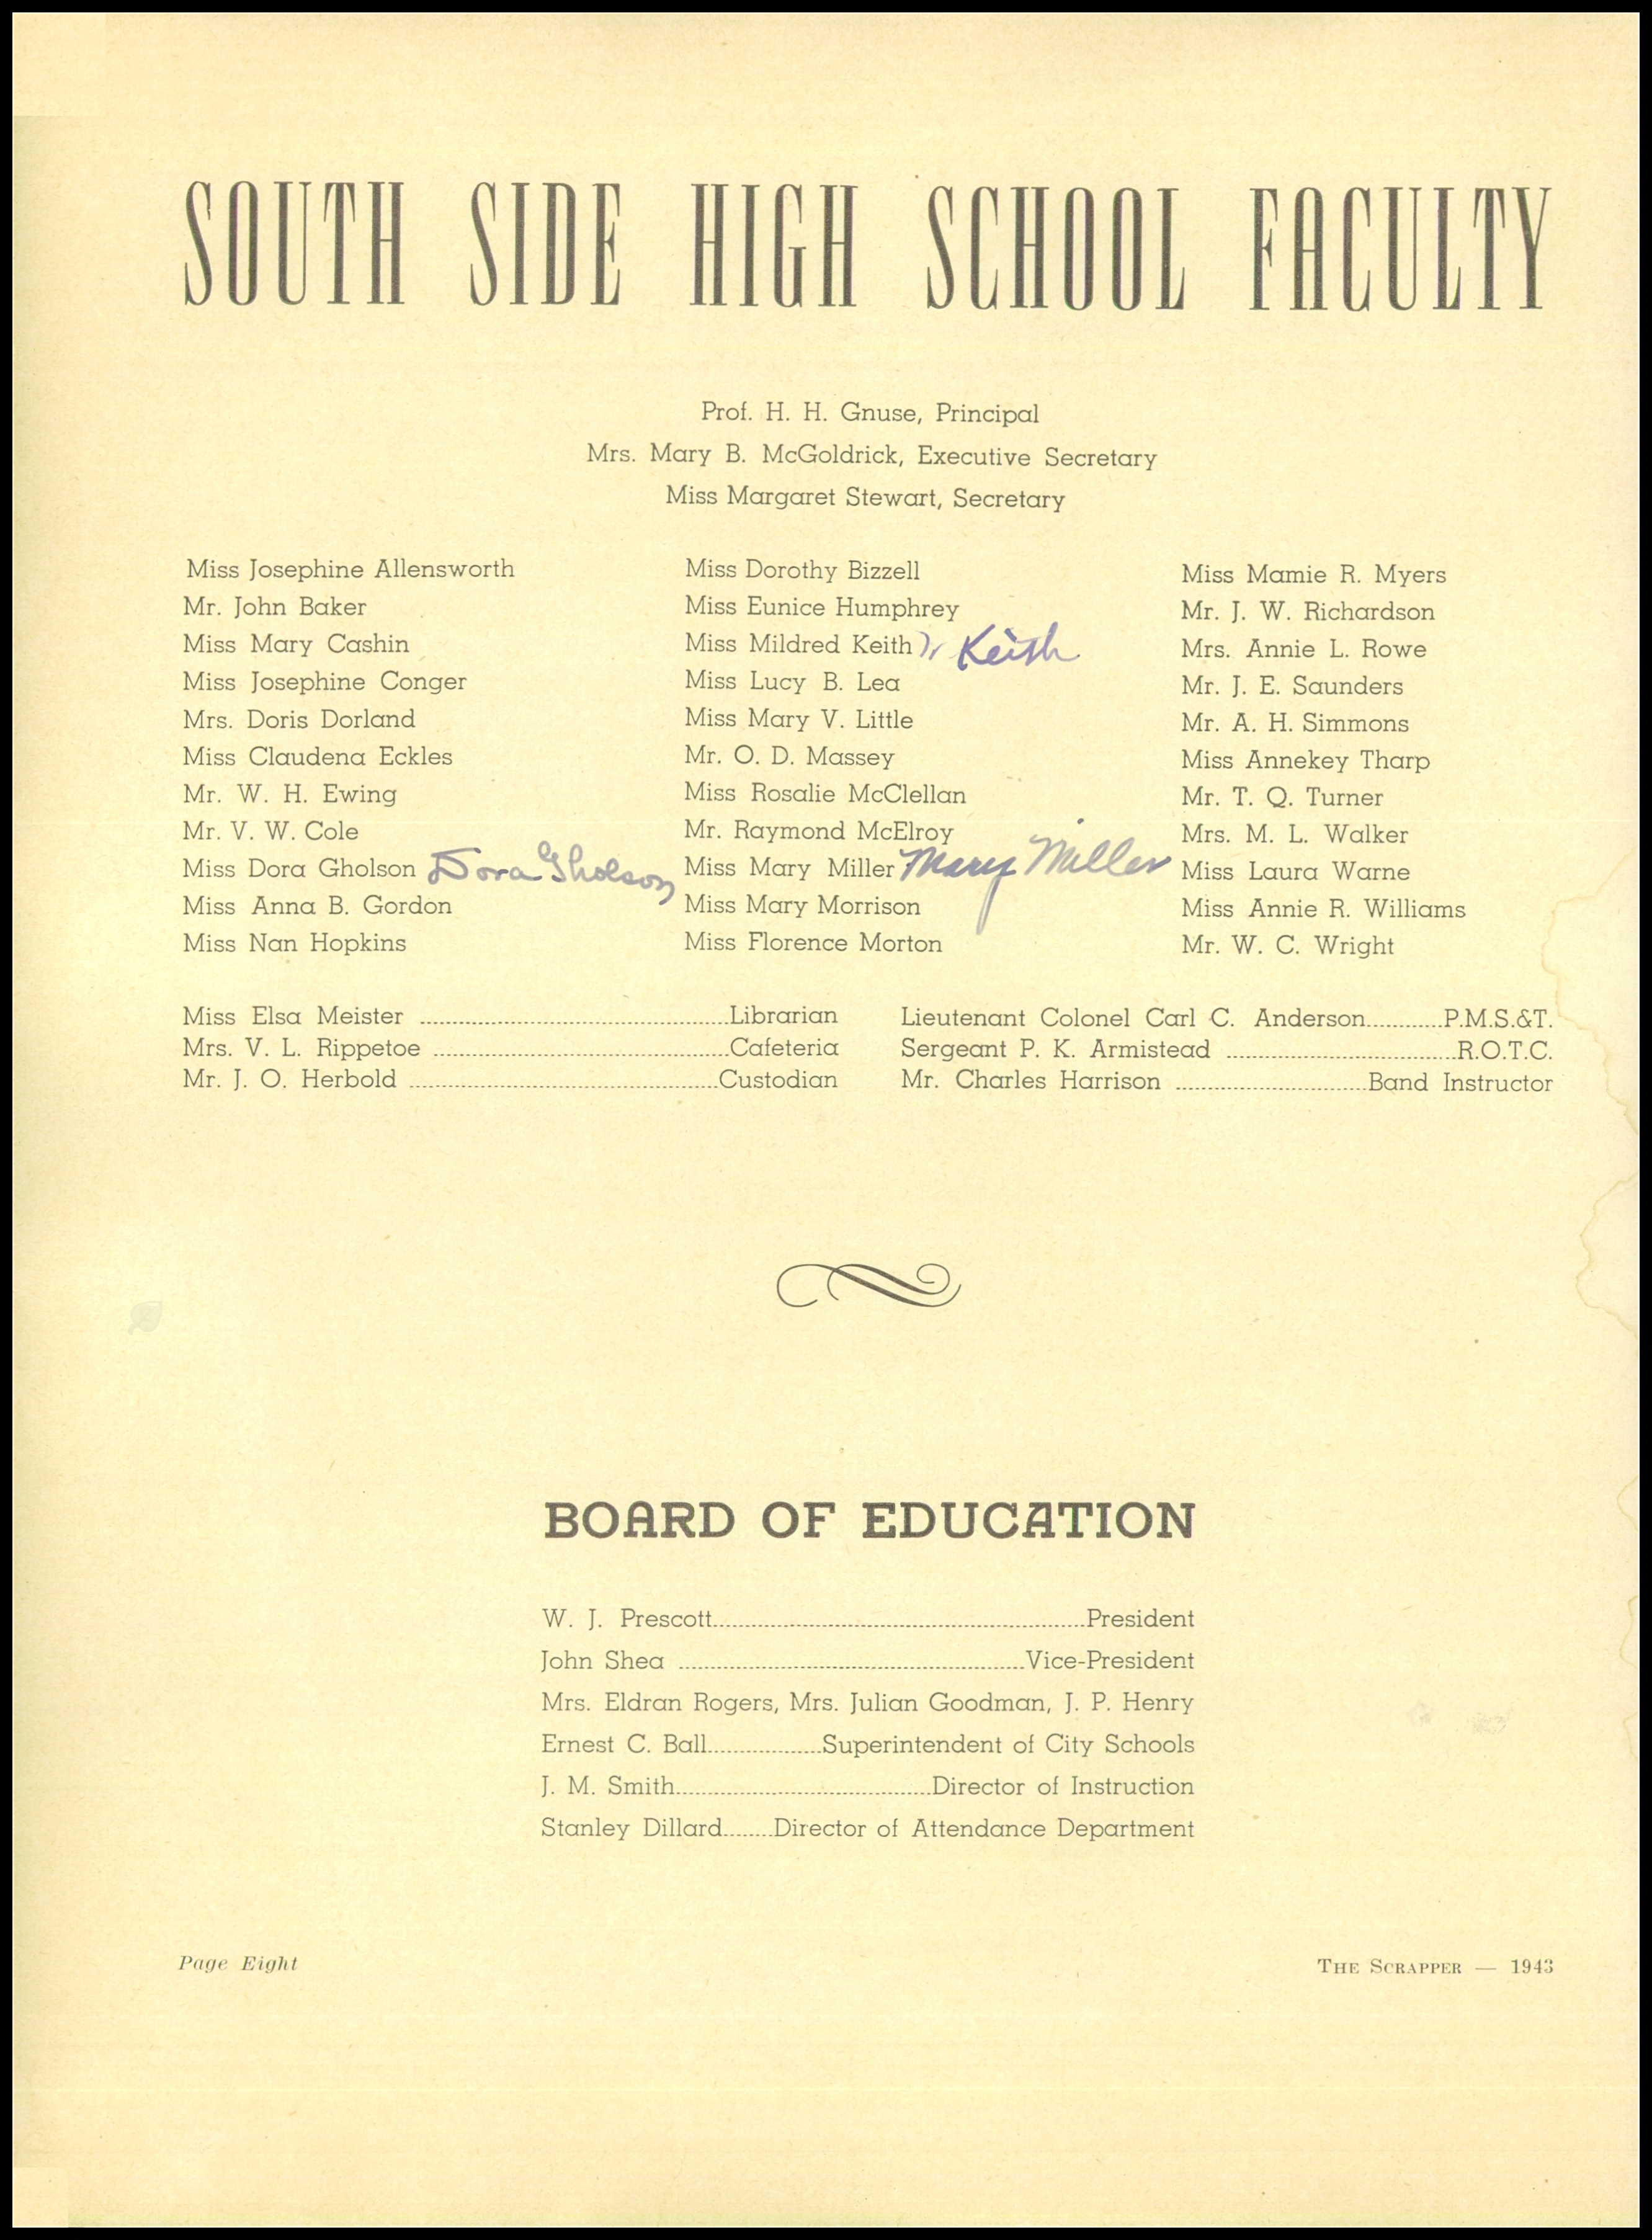 SOUTH SIDE HIGH SCHOOL FACULTY
Prof. H. H. Gnuse, Principal
Mrs. Mary B. McGoldrick, Executive Secretary
Miss Margaret Stewart, Secretary
Miss Josephine Allensworth
Mr. John Baker
Miss Mary Cashin
Miss Josephine Conger
Mrs. Doris Dorland
Miss Claudena Eckles
Mr. W. H. Ewing
Mr. V. W. Cole
Miss Dora Gholson Dora Gholson
Miss Anna B. Gordon
Miss Nan Hopkins
Miss Dorothy Bizzell
Miss Eunice Humphrey
Miss Mildred Keith Keith
Miss Lucy B. Lea
Miss Mary V. Little
Mr. O. D. Massey
Miss Rosalie McClellan
Mr. Raymond McElroy
Miss Mary Miller Mary Miller
Miss Mary Morrison
Miss Florence Morton
Miss Mamie R. Myers
Mr. J. W. Richardson
Mrs. Annie L. Rowe
Mr. J. E. Saunders
Mr. A. H. Simmons
Miss Annekey Tharp
Mr. T. Q. Turner
Mrs. M. L. Walker
Miss Laura Warne
Miss Annie R. Williams
Mr. W. C. Wright
Miss Elsa Meister ........ Librarian
Mrs. V. L. Rippetoe ........ Cafeteria
Mr. J. O. Herbold ........ Custodian
Lieutenant Colonel Carl C. Anderson ........ P.M.S.&T.
Sergeant P. K. Armistead ........ R.O.T.C.
Mr. Charles Harrison ........ Band Instructor
BOARD OF EDUCATION
W. J. Prescott ........ President
John Shea ........ Vice-President
Mrs. Eldran Rogers, Mrs. Julian Goodman, J. P. Henry
Ernest C. Ball ........ Superintendent of City Schools
J. M. Smith ........ Director of Instruction
Stanley Dillard ........ Director of Attendance Department
Page Eight
THE SCRAPPER — 1943